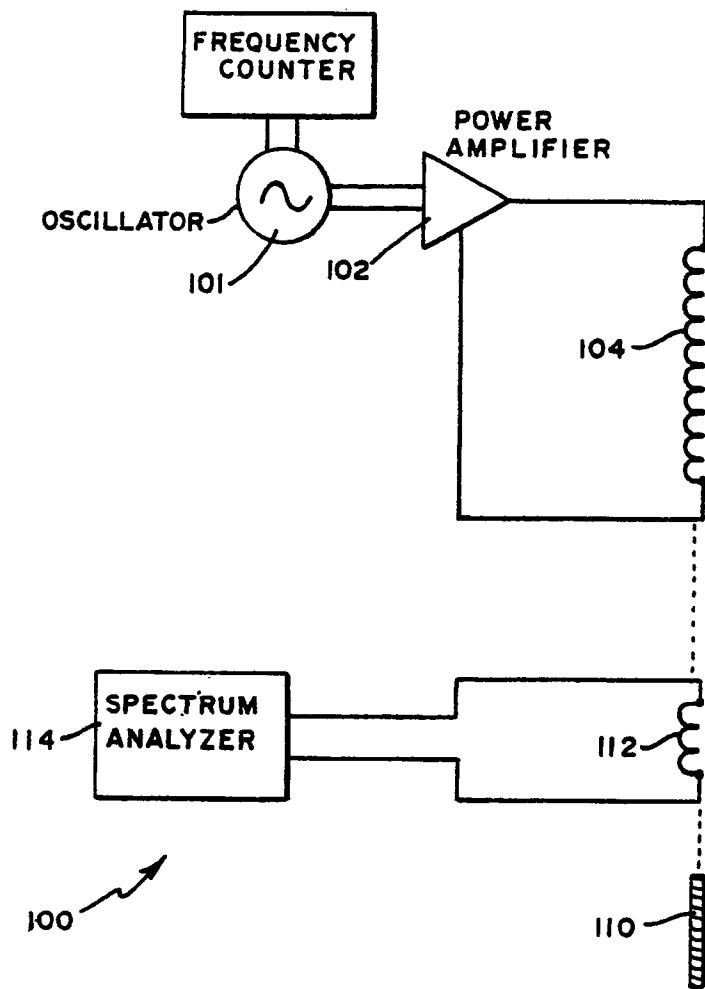 FREQUENCY
COUNTER
POWER
AMPLIFIER
OSCILLATOR
101
102
104
SPECTRUM
ANALYZER
114
112
100
110